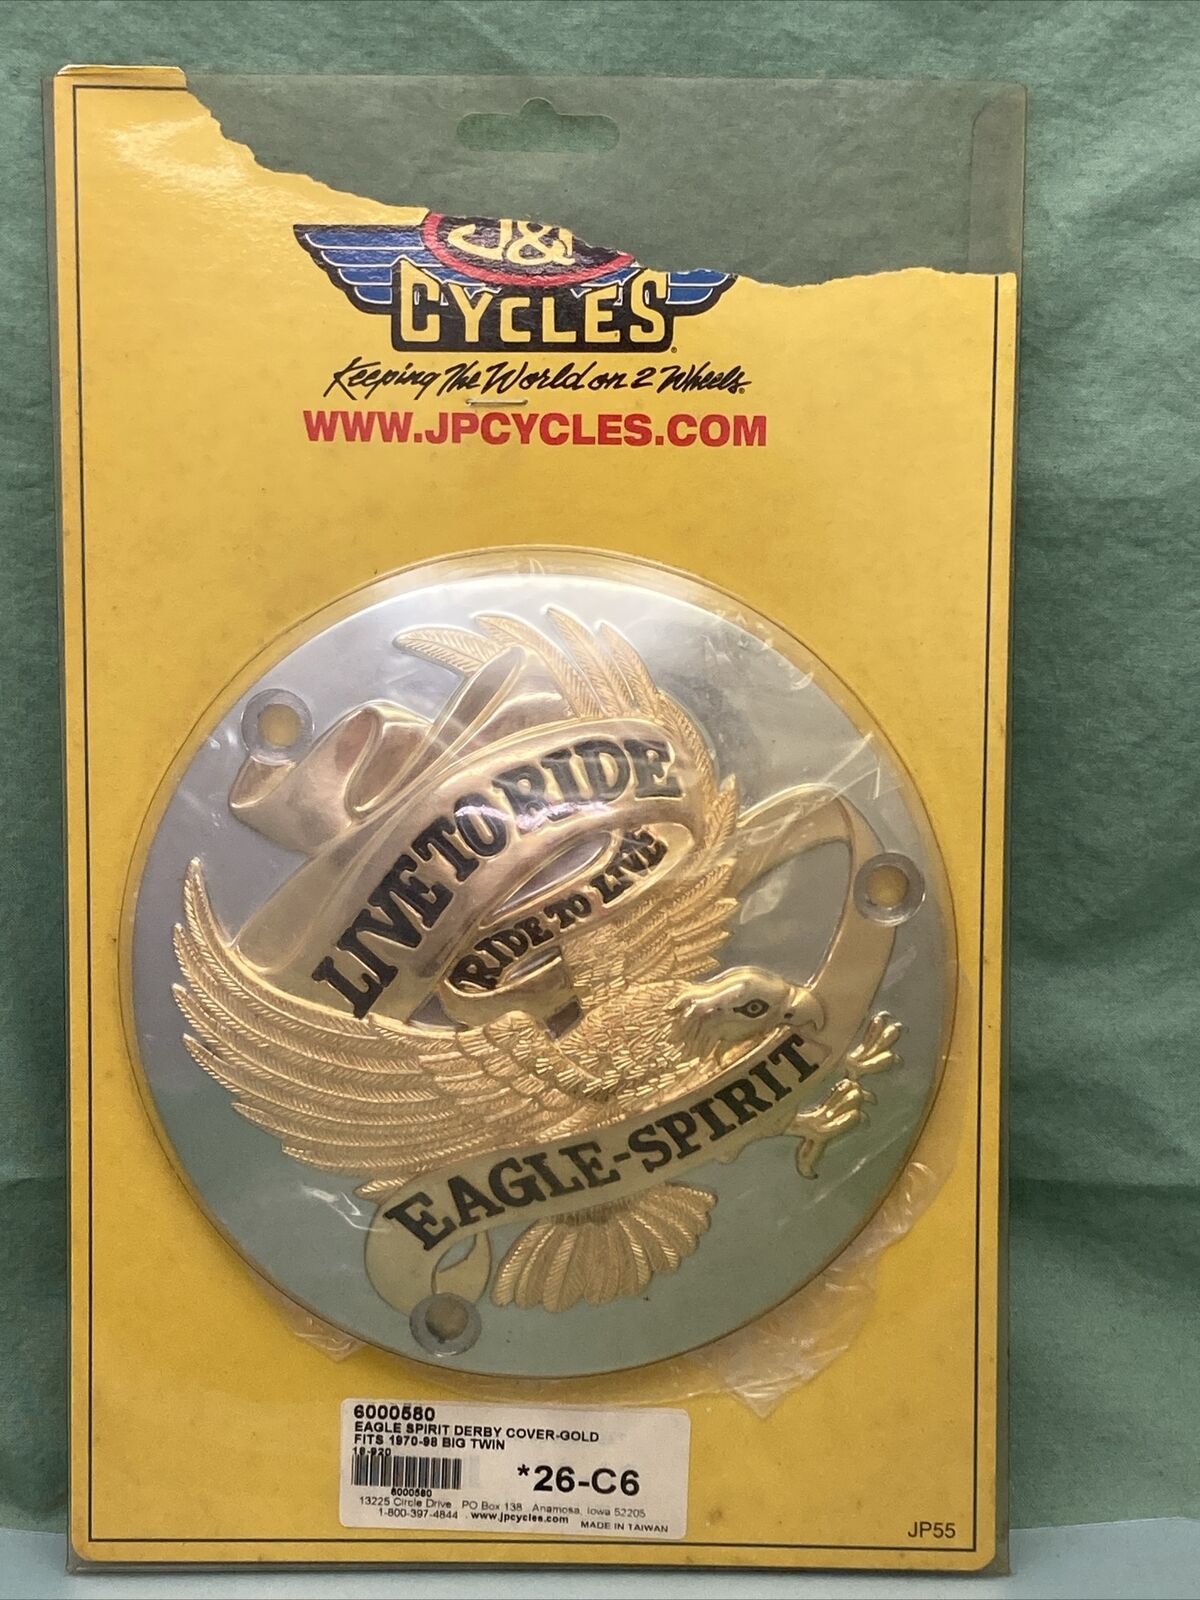 J&
CYCLES®
Keeping The World on 2 Wheels®
WWW.JPCYCLES.COM
LIVE TO RIDE
RIDE TO LIVE
EAGLE-SPIRIT
6000580
EAGLE SPIRIT DERBY COVER-GOLD
FITS 1970-98 BIG TWIN
18-920
6000580
*26-C6
13225 Circle Drive PO Box 138 Anamosa, Iowa 52205
1-800-397-4844 www.jpcycles.com
MADE IN TAIWAN
JP55